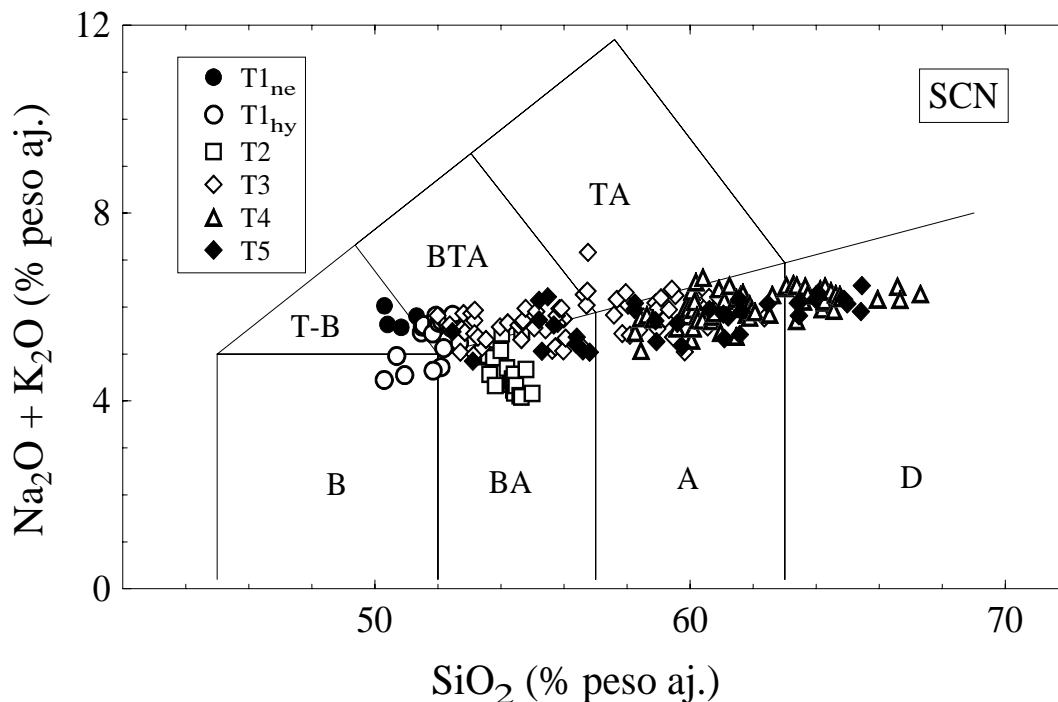 12
8
4
0
Na₂O + K₂O (% peso aj.)
T1ne
T1hy
T2
T3
T4
T5
SCN
TA
BTA
T-B
B
BA
A
D
50
60
70
SiO₂ (% peso aj.)